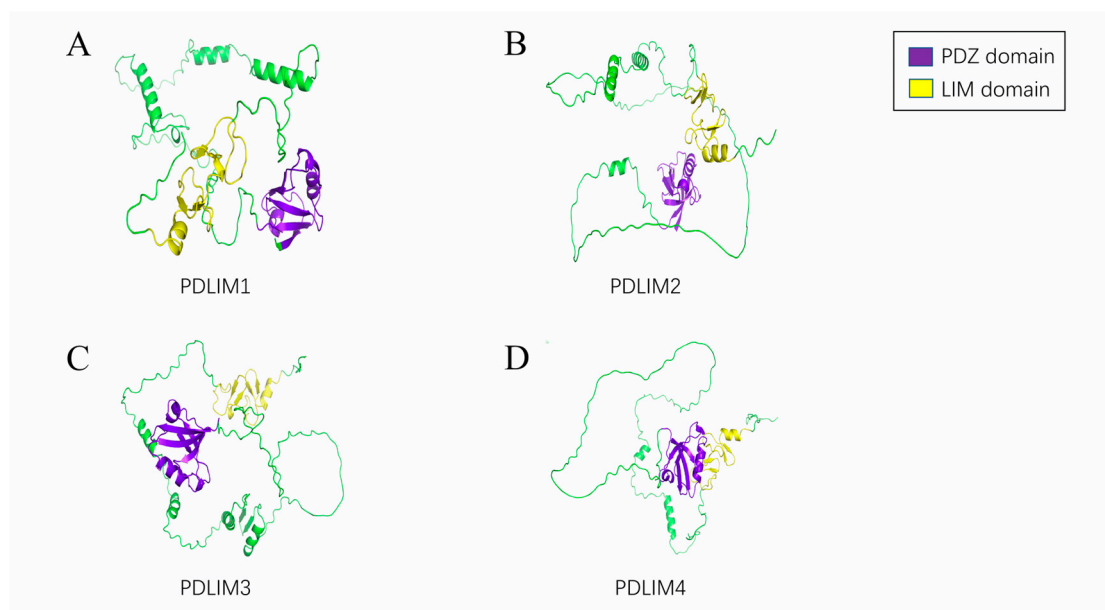 A
B
PDZ domain
LIM domain
PDLIM1
PDLIM2
C
D
PDLIM3
PDLIM4